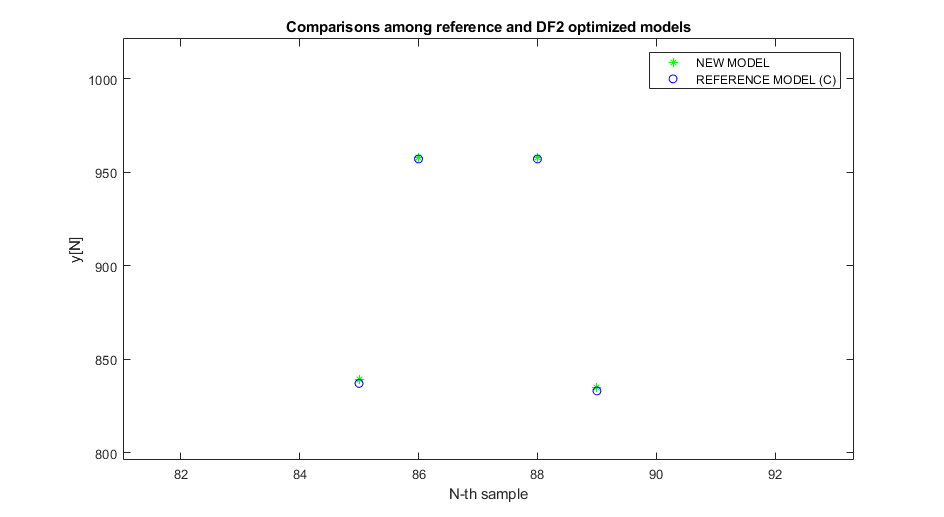 Comparisons among reference and DF2 optimized models
NEW MODEL
REFERENCE MODEL (C)
1000
950
900
850
800
y[N]
82 84 86 88 90 92
N-th sample